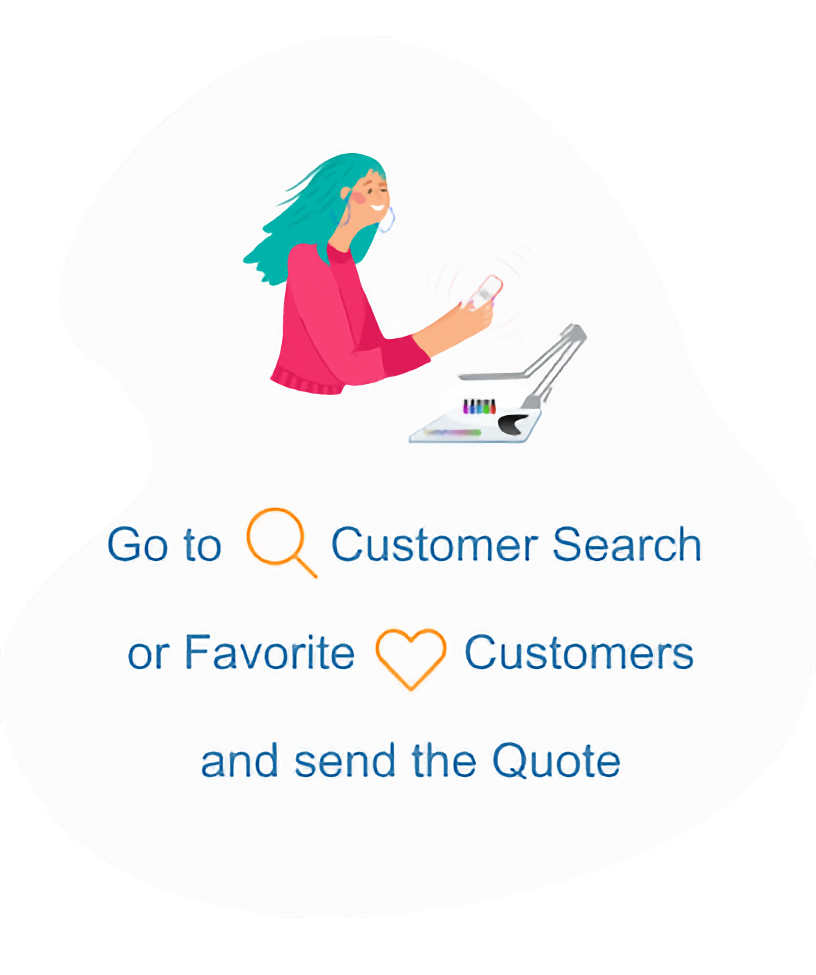 Go to Customer Search
or Favorite Customers
and send the Quote